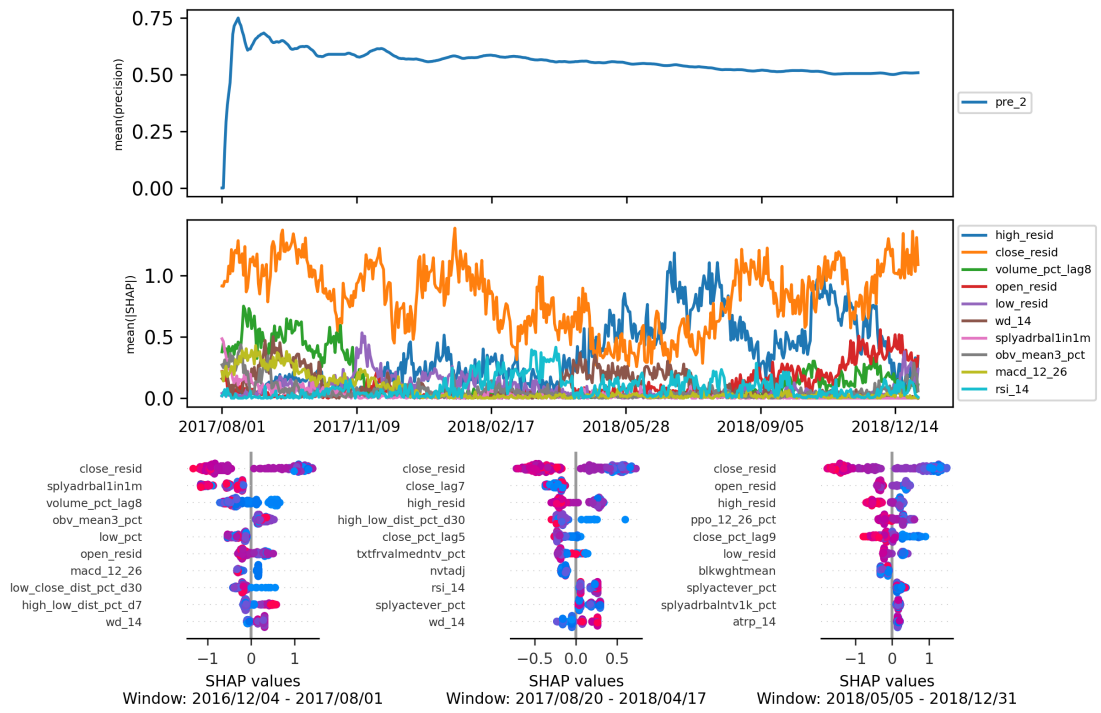 0.75
0.50
0.25
0.00
mean(precision)
pre_2
1.0
0.5
0.0
mean(|SHAP|)
high_resid
close_resid
volume_pct_lag8
open_resid
low_resid
wd_14
splyadrbal1in1m
obv_mean3_pct
macd_12_26
rsi_14
2017/08/01 2017/11/09 2018/02/17 2018/05/28 2018/09/05 2018/12/14
close_resid
splyadrbal1in1m
volume_pct_lag8
obv_mean3_pct
low_pct
open_resid
macd_12_26
low_close_dist_pct_d30
high_low_dist_pct_d7
wd_14
−1 0 1
SHAP values
Window: 2016/12/04 - 2017/08/01
close_resid
close_lag7
high_resid
high_low_dist_pct_d30
close_pct_lag5
txtfrvalmedntv_pct
nvtadj
rsi_14
splyactever_pct
wd_14
−0.5 0.0 0.5
SHAP values
Window: 2017/08/20 - 2018/04/17
close_resid
open_resid
high_resid
ppo_12_26_pct
close_pct_lag9
low_resid
blkwghtmean
splyactever_pct
splyadrbalntv1k_pct
atrp_14
−1 0 1
SHAP values
Window: 2018/05/05 - 2018/12/31